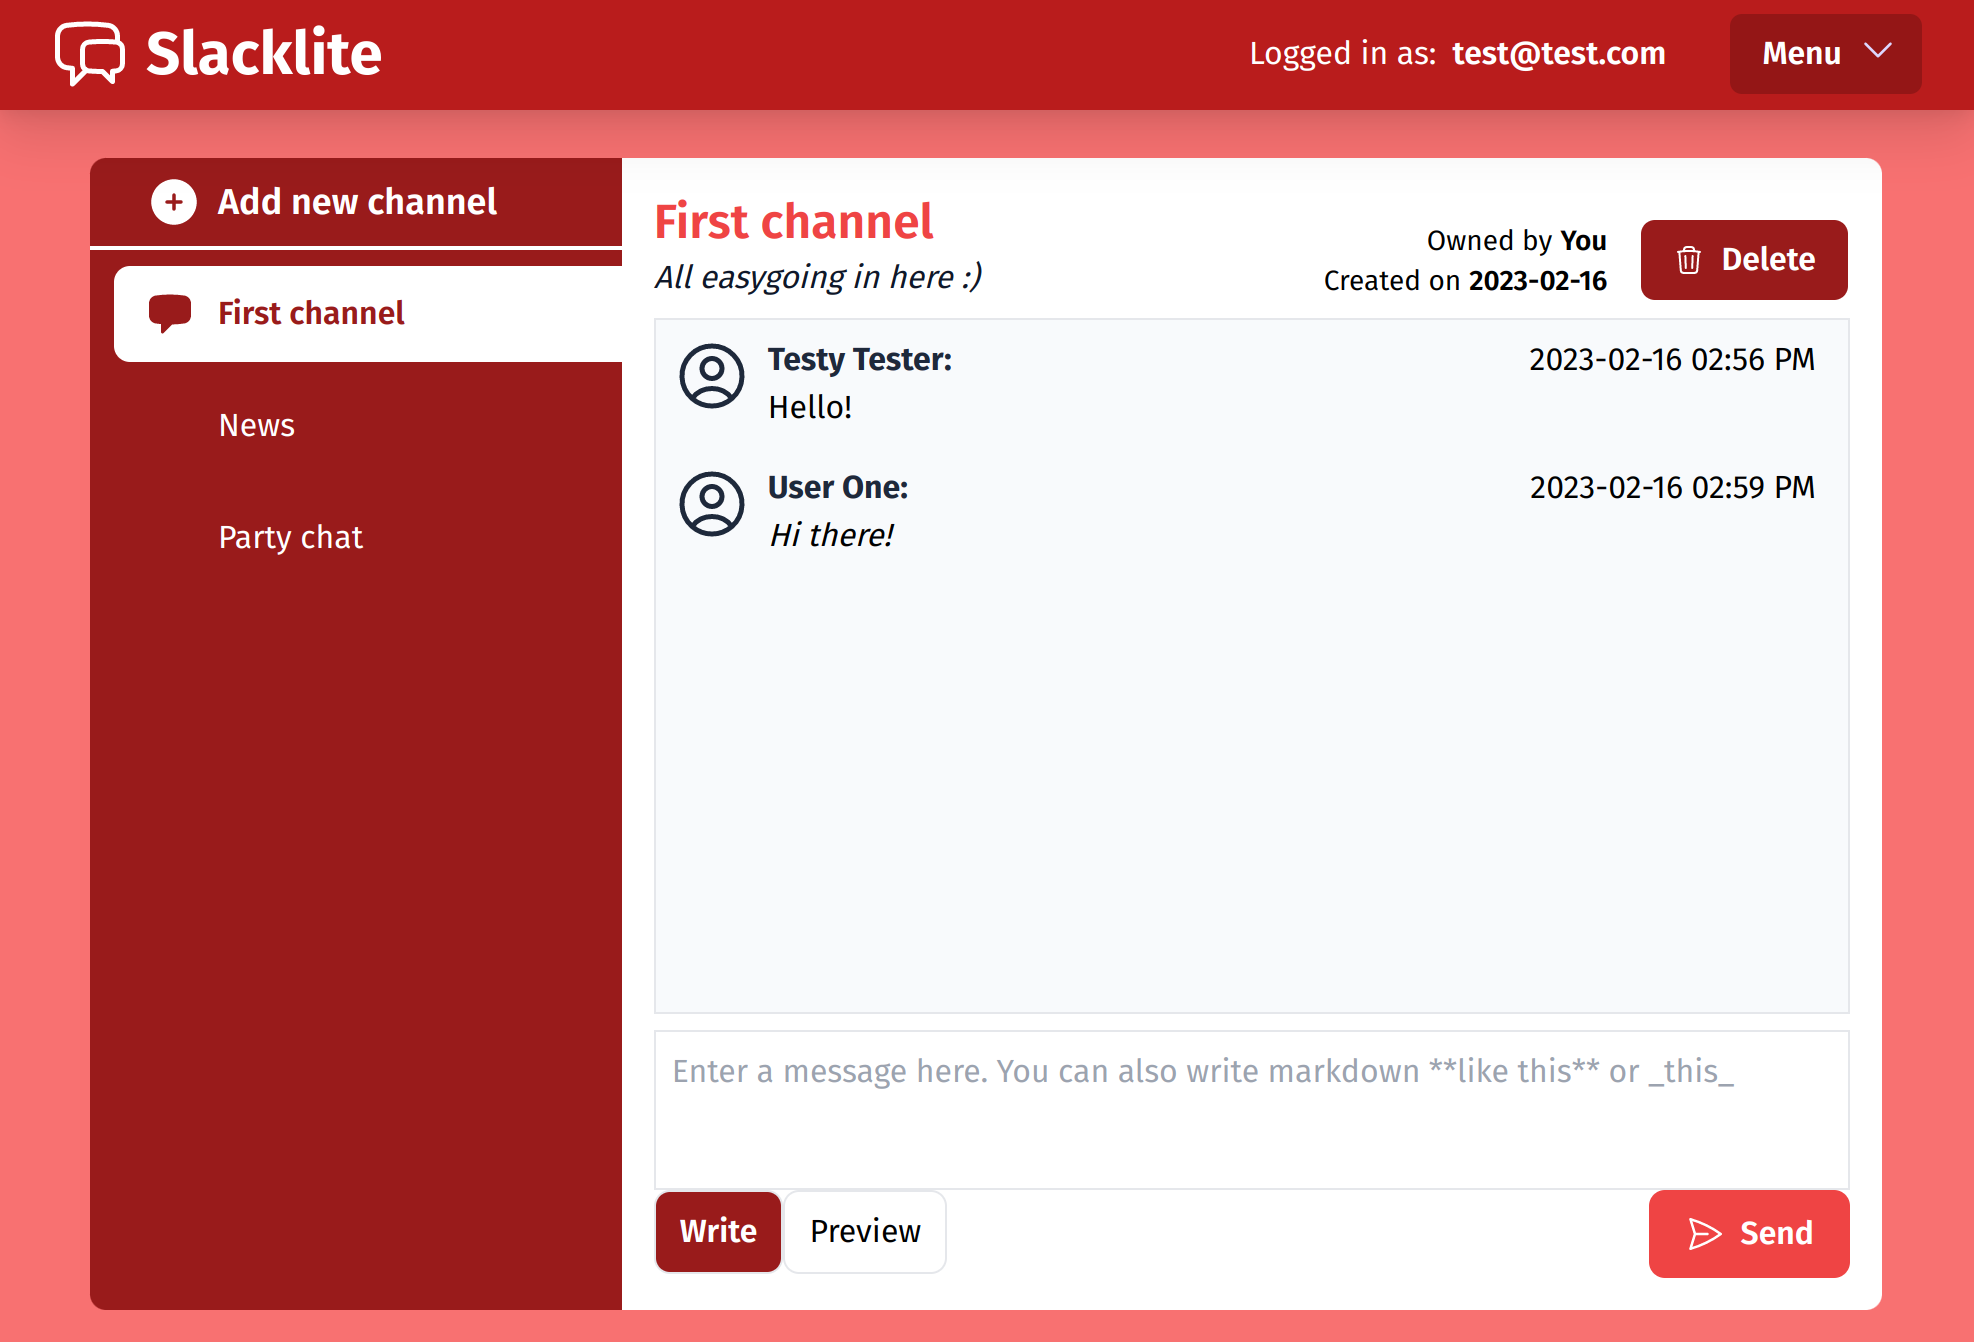 Slacklite
Logged in as: test@test.com
Menu
Add new channel
First channel
News
Party chat
First channel
All easygoing in here :)
Owned by You
Created on 2023-02-16
Delete
Testy Tester:
2023-02-16 02:56 PM
Hello!
User One:
2023-02-16 02:59 PM
Hi there!
Enter a message here. You can also write markdown **like this** or _this_
Write
Preview
Send